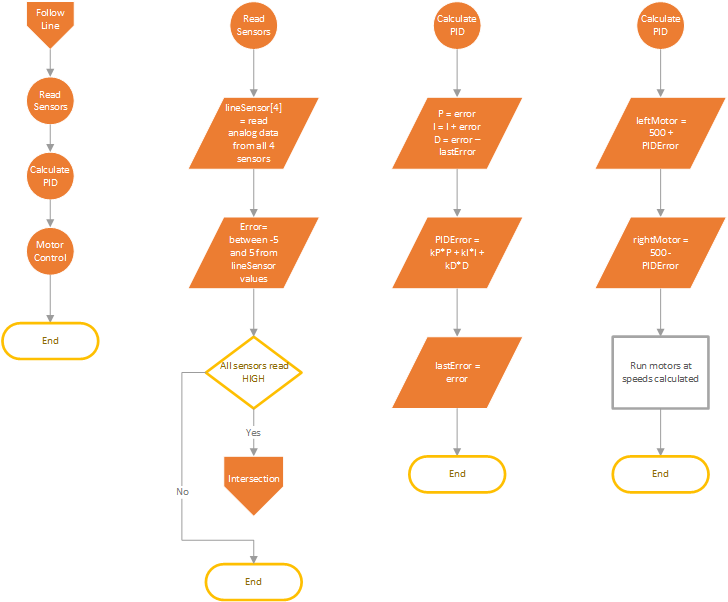 Follow
Line
Read
Sensors
Calculate
PID
Motor
Control
End
Read
Sensors
lineSensor[4]
= read
analog data
from all 4
sensors
Error=
between -5
and 5 from
lineSensor
values
All sensors read
HIGH
Yes
Intersection
No
End
Calculate
PID
P = error
I = I + error
D = error –
lastError
PIDError =
kP*P + kI*I +
kD*D
lastError =
error
End
Calculate
PID
leftMotor =
500 +
PIDError
rightMotor =
500-
PIDError
Run motors at
speeds calculated
End